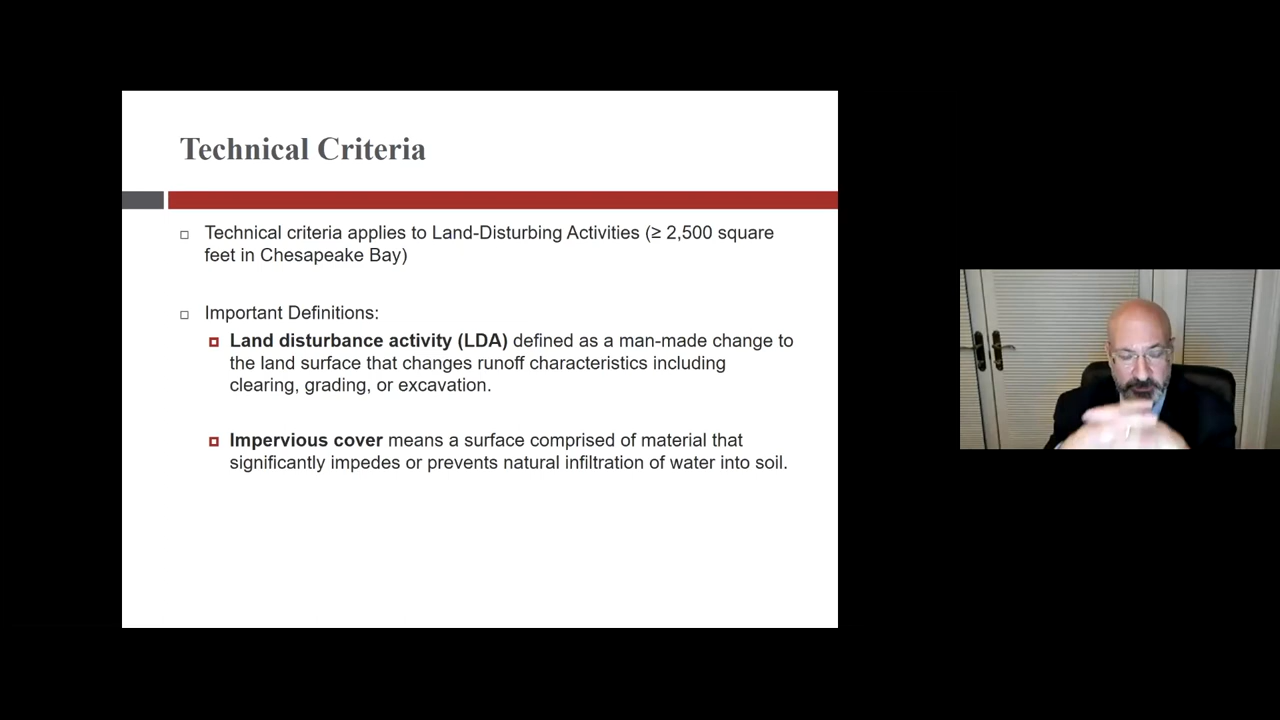 Technical Criteria
Technical criteria applies to Land-Disturbing Activities (≥ 2,500 square
feet in Chesapeake Bay)
Important Definitions:
Land disturbance activity (LDA) defined as a man-made change to
the land surface that changes runoff characteristics including
clearing, grading, or excavation.
Impervious cover means a surface comprised of material that
significantly impedes or prevents natural infiltration of water into soil.